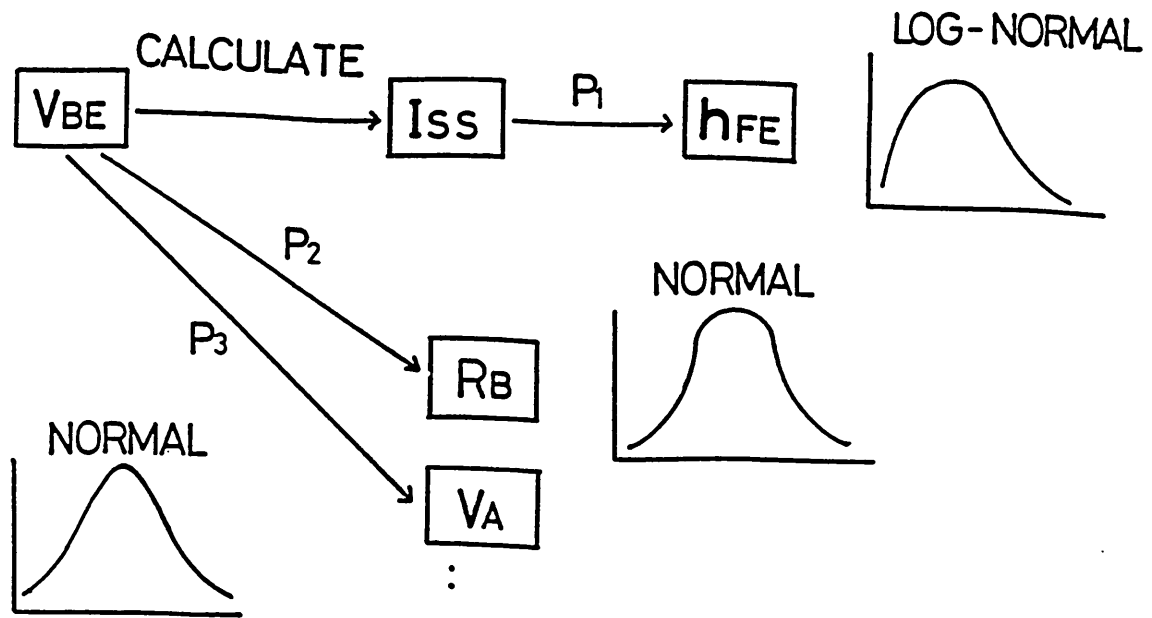 LOG-NORMAL
CALCULATE
VBE
ISS
P1
hFE
P2
NORMAL
P3
RB
NORMAL
VA
: